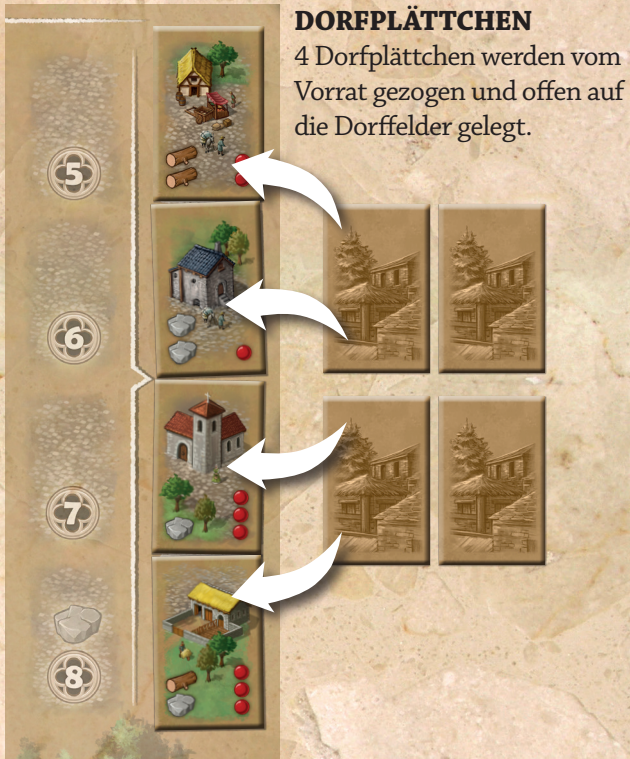 DORFPLÄTTCHEN
4 Dorfplättchen werden vom
Vorrat gezogen und offen auf
die Dorffelder gelegt.
5
6
7
8